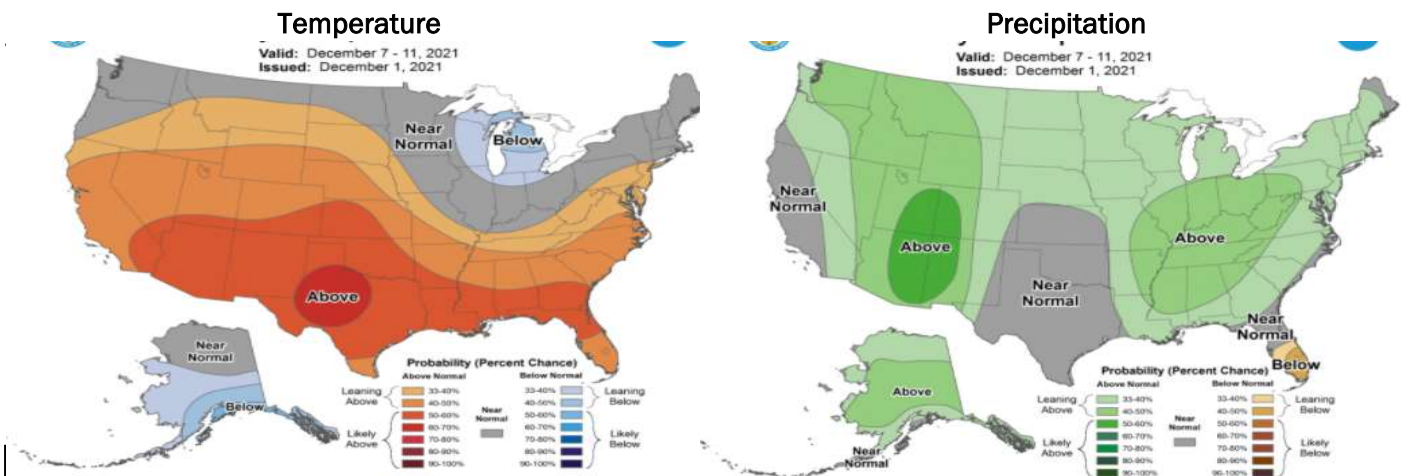 Temperature
Valid: December 7 - 11, 2021
Issued: December 1, 2021
Near
Normal
Below
Above
Near
Normal
Below
Probability (Percent Chance)
Above Normal
Below Normal
Leaning
Above
33-40%
40-50%
Likely
Above
50-60%
60-70%
70-80%
80-90%
90-100%
Near
Normal
33-40%
40-50%
Leaning
Below
50-60%
60-70%
70-80%
80-90%
90-100%
Likely
Below
Precipitation
Valid: December 7 - 11, 2021
Issued: December 1, 2021
Near
Normal
Above
Near
Normal
Above
Near
Normal
Below
Above
Near
Normal
Probability (Percent Chance)
Above Normal
Below Normal
Leaning
Above
33-40%
40-50%
Likely
Above
50-60%
60-70%
70-80%
80-90%
90-100%
Near
Normal
33-40%
40-50%
Leaning
Below
50-60%
60-70%
70-80%
80-90%
90-100%
Likely
Below